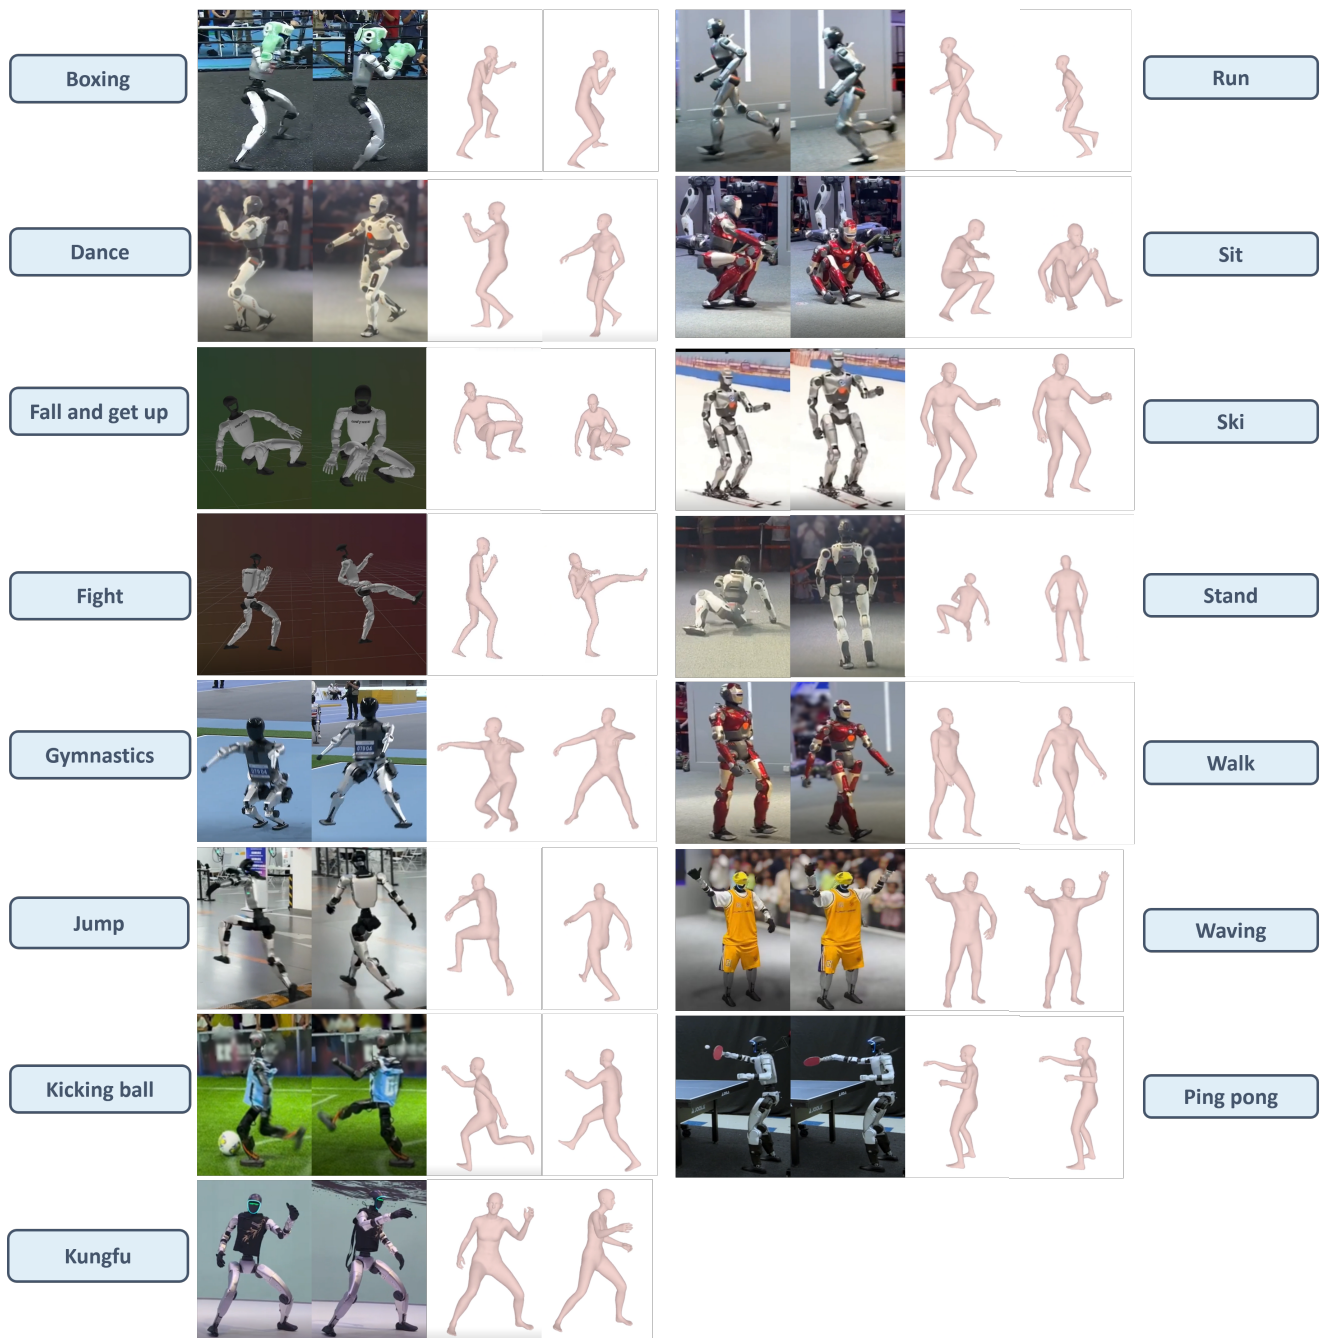 Boxing
Run
Dance
Sit
Fall and get up
Ski
Fight
Stand
Gymnastics
Walk
Jump
Waving
Kicking ball
Ping pong
Kungfu